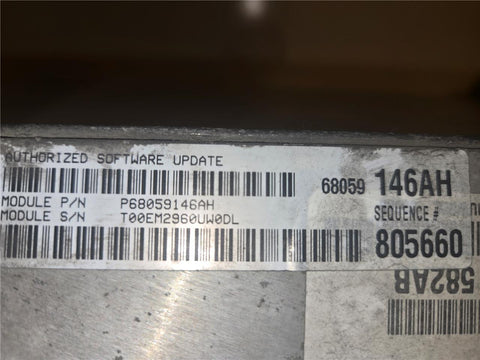 AUTHORIZED SOFTWARE UPDATE
68059 146AH
MODULE P/N P68059146AH
MODULE S/N T00EM2960UW0DL
SEQUENCE #
805660
582AB